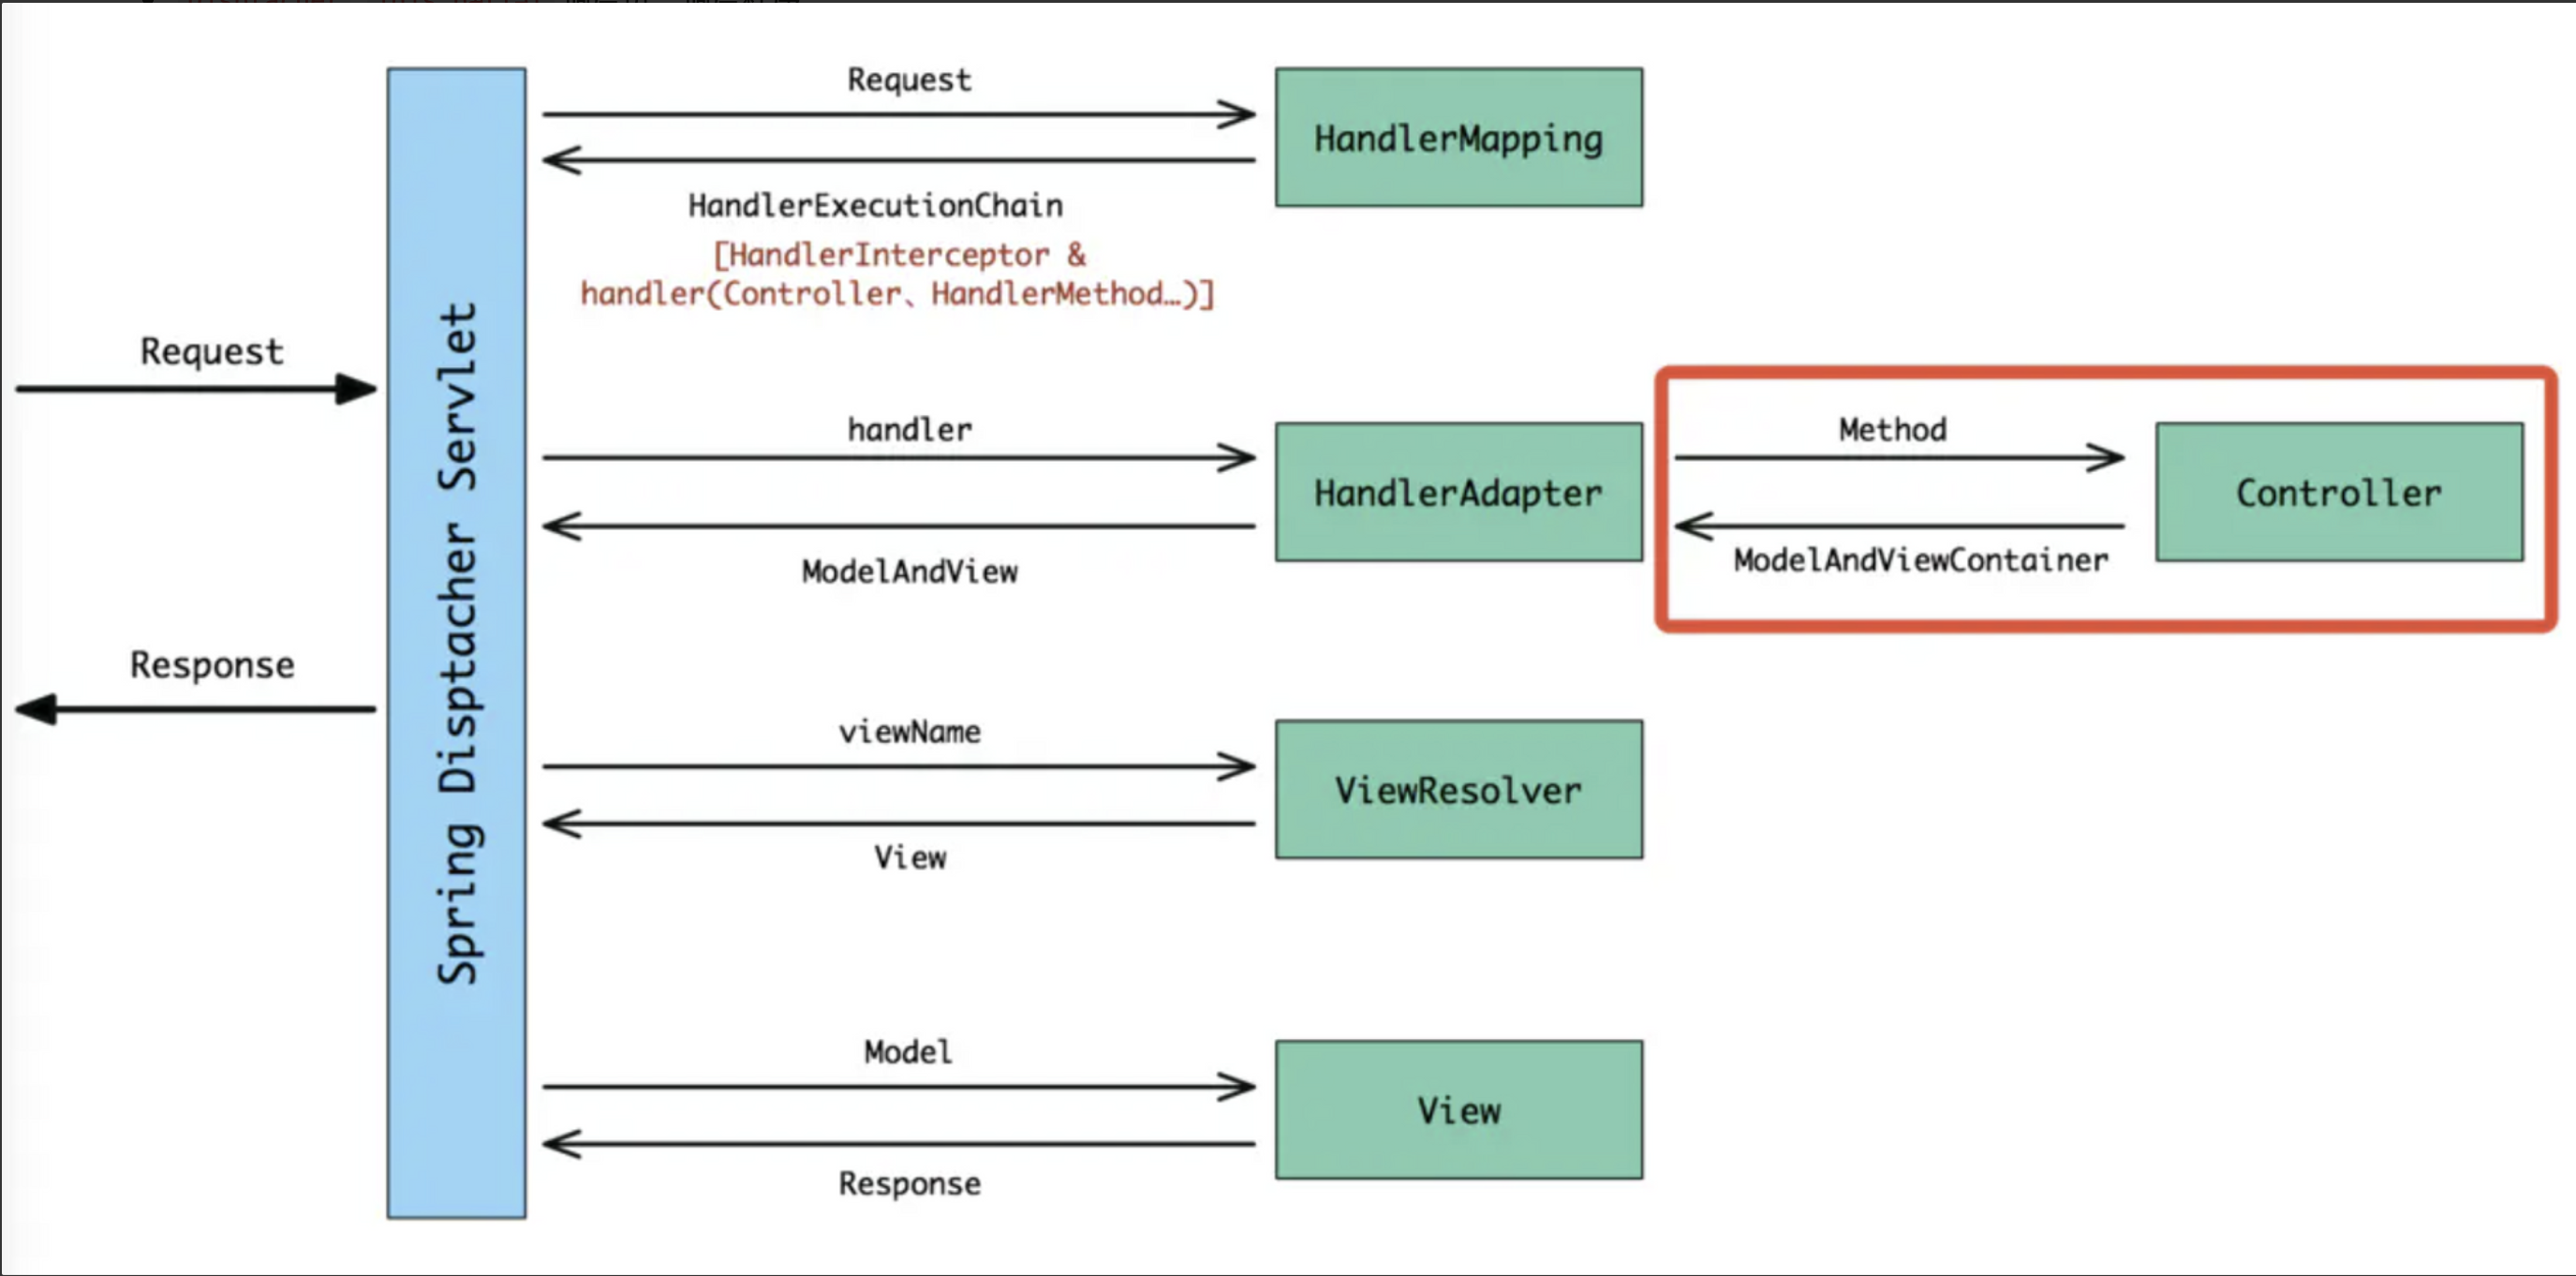 Request
HandlerMapping
HandlerExecutionChain
[HandlerInterceptor &
handler(Controller、HandlerMethod…)]
Request
Spring Disptacher Servlet
handler
HandlerAdapter
Method
Controller
ModelAndViewContainer
ModelAndView
Response
viewName
ViewResolver
View
Model
View
Response